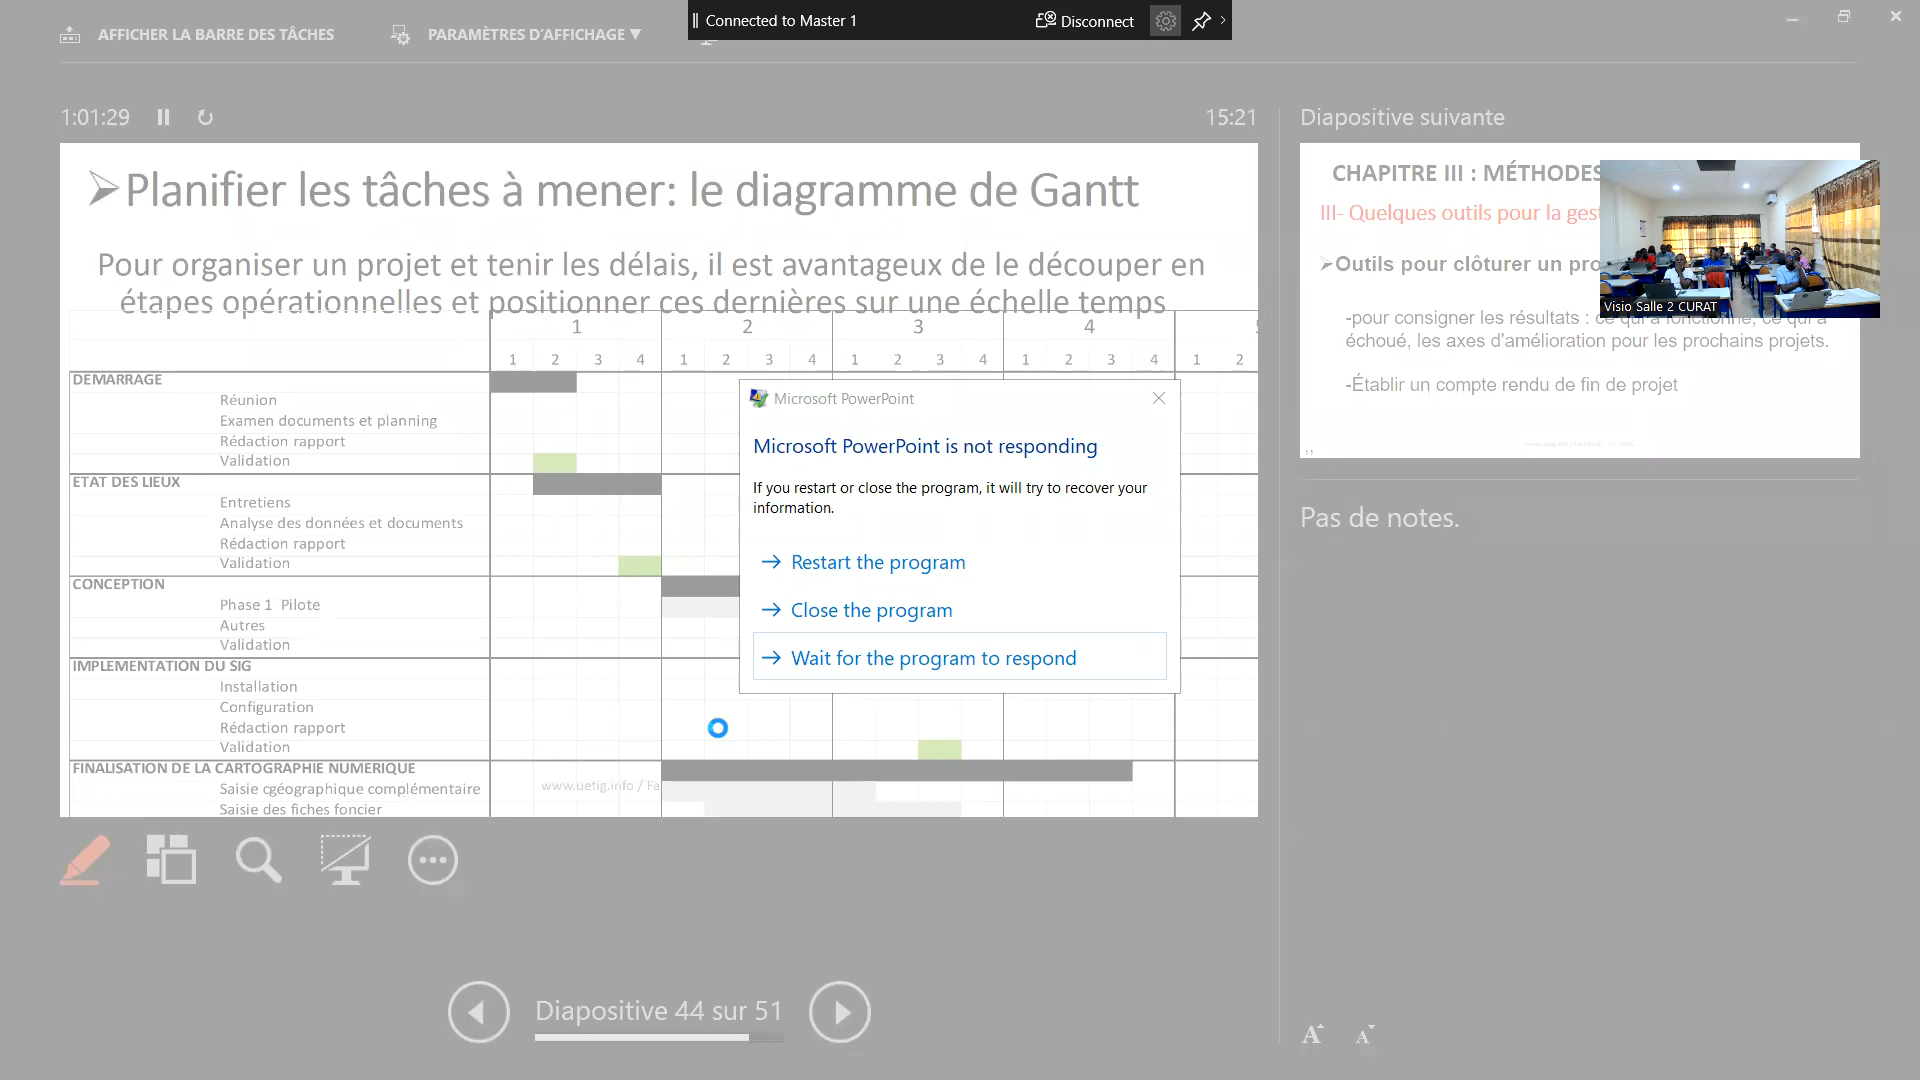 Connected to Master 1
Disconnect
AFFICHER LA BARRE DES TÂCHES
PARAMÈTRES D'AFFICHAGE ▼
1:01:29
15:21
➢Planifier les tâches à mener: le diagramme de Gantt
Pour organiser un projet et tenir les délais, il est avantageux de le découper en
étapes opérationnelles et positionner ces dernières sur une échelle temps
1 2 3 4
1 2 3 4 1 2 3 4 1 2 3 4 1 2 3 4 1 2
DEMARRAGE
Réunion
Examen documents et planning
Rédaction rapport
Validation
ETAT DES LIEUX
Entretiens
Analyse des données et documents
Rédaction rapport
Validation
CONCEPTION
Phase 1 Pilote
Autres
Validation
IMPLEMENTATION DU SIG
Installation
Configuration
Rédaction rapport
Validation
FINALISATION DE LA CARTOGRAPHIE NUMERIQUE
Saisie cgéographique complémentaire
Saisie des fiches foncier
www.uetig.info / Fa
Microsoft PowerPoint
Microsoft PowerPoint is not responding
If you restart or close the program, it will try to recover your
information.
→ Restart the program
→ Close the program
→ Wait for the program to respond
Diapositive 44 sur 51
Diapositive suivante
CHAPITRE III : MÉTHODES
III- Quelques outils pour la gest
➢Outils pour clôturer un pro
-pour consigner les résultats : ce qui a fonctionné, ce qui a
échoué, les axes d'amélioration pour les prochains projets.
-Établir un compte rendu de fin de projet
Visio Salle 2 CURAT
Pas de notes.
A A